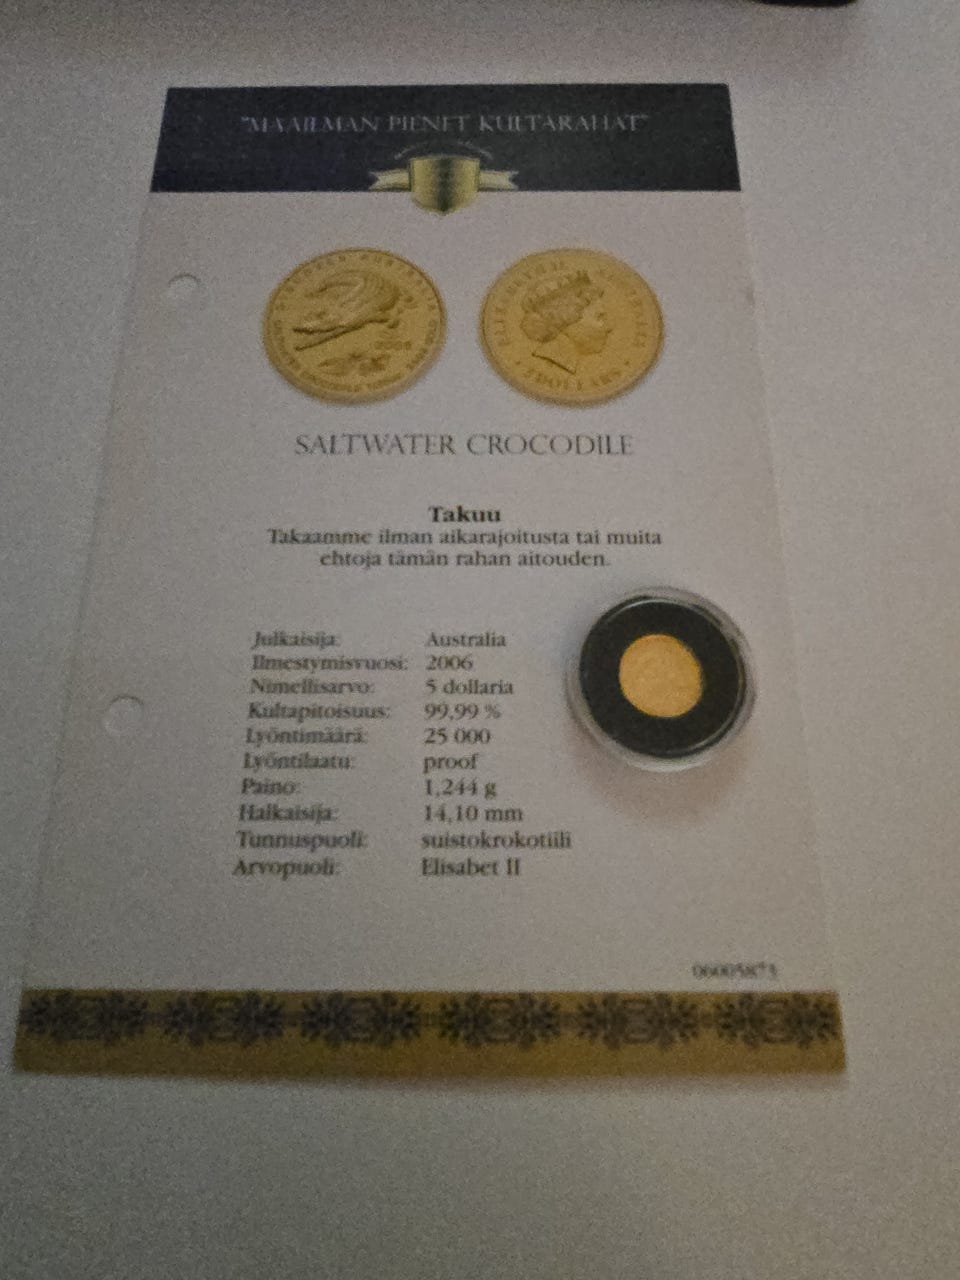 "MAAILMAN PIENET KULTARAHAT"
SALTWATER CROCODILE
Takuu
Takaamme ilman aikarajoitusta tai muita
ehtoja tämän rahan aitouden.
Julkaisija: Australia
Ilmestymisvuosi: 2006
Nimellisarvo: 5 dollaria
Kultapitoisuus: 99,99 %
Lyöntimäärä: 25 000
Lyöntilaatu: proof
Paino: 1,244 g
Halkaisija: 14,10 mm
Tunnuspuoli: suistokrokotiili
Arvopuoli: Elisabet II